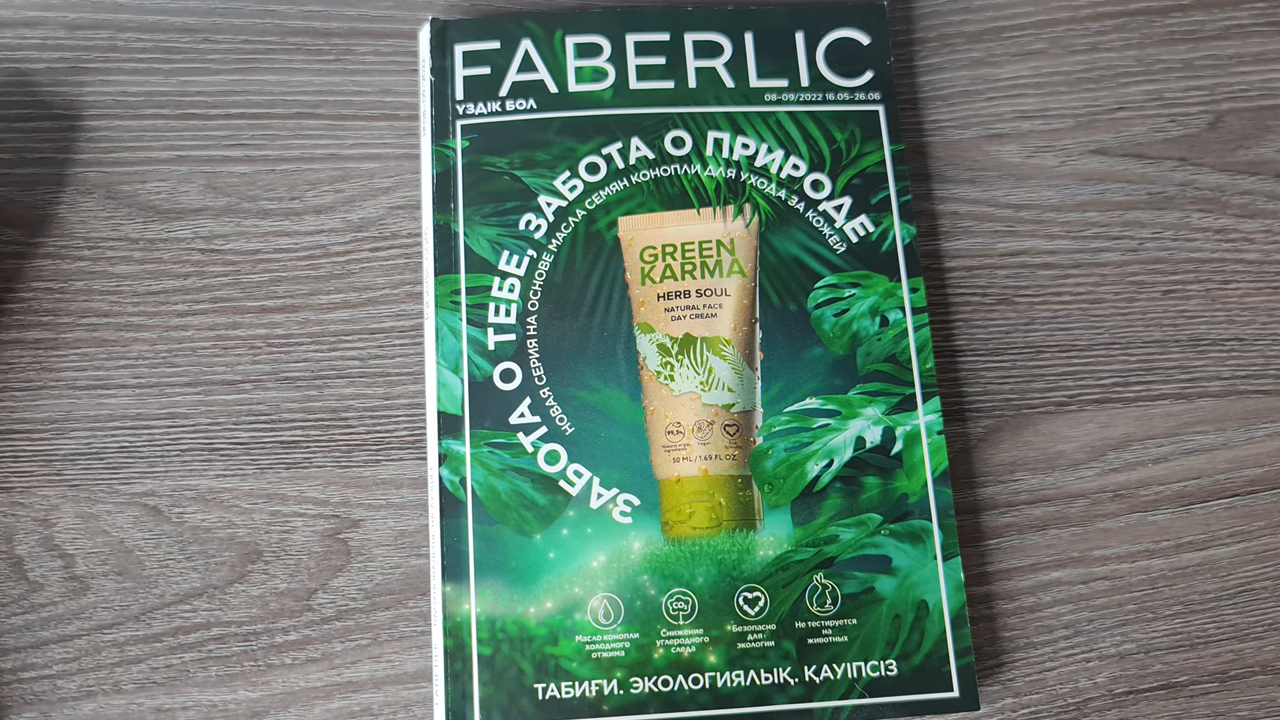 FABERLIC
ҮЗДІК БОЛ
08-09/2022 16.05-26.06
ЗАБОТА О ТЕБЕ, ЗАБОТА О ПРИРОДЕ
НОВАЯ СЕРИЯ НА ОСНОВЕ МАСЛА СЕМЯН КОНОПЛИ ДЛЯ УХОДА ЗА КОЖЕЙ
GREEN
KARMA
HERB SOUL
NATURAL FACE
DAY CREAM
Vegan
50 ML / 1.69 FL OZ
Масло конопли
холодного
отжима
CO₂
Снижение
углеродного
следа
Безопасно
для
экологии
Не тестируется
на
животных
ТАБИҒИ. ЭКОЛОГИЯЛЫҚ. ҚАУІПСІЗ